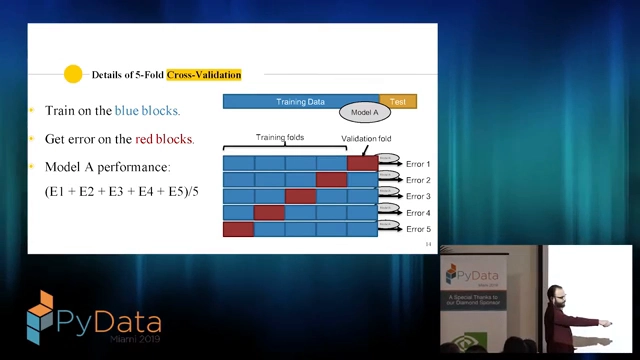 Details of 5-Fold Cross-Validation
Train on the blue blocks.
Get error on the red blocks.
Model A performance:
(E1 + E2 + E3 + E4 + E5)/5
Training Data
Test
Model A
Training folds
Validation fold
Error 1
Error 2
Error 3
Error 4
Error 5
14
PyData
Miami 2019
PyData
Miami 2019
A Special Thanks to
our Diamond Sponsor